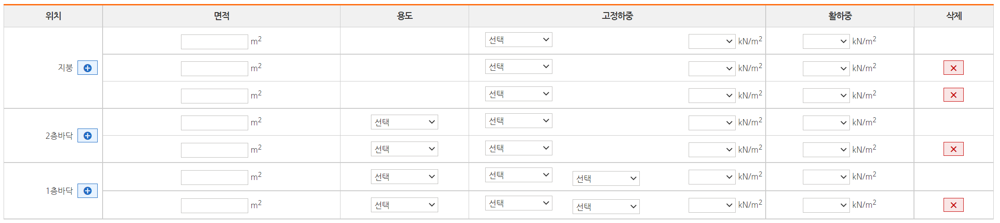 위치 면적 용도 고정하중 활하중 삭제
m² 선택 kN/m² kN/m²
지붕 m² 선택 kN/m² kN/m²
m² 선택 kN/m² kN/m²
m² 선택 선택 kN/m² kN/m²
2층바닥
m² 선택 선택 kN/m² kN/m²
m² 선택 선택 선택 kN/m² kN/m²
1층바닥
m² 선택 선택 선택 kN/m² kN/m²